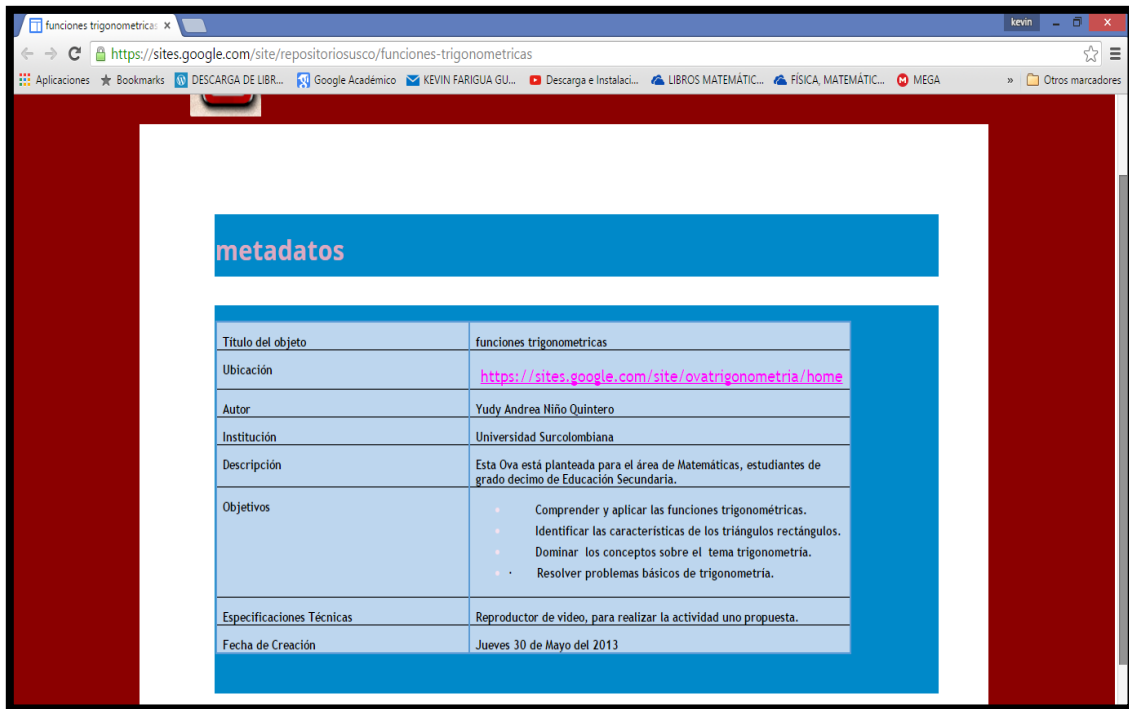 funciones trigonometricas
kevin
https://sites.google.com/site/repositoriosusco/funciones-trigonometricas
Aplicaciones Bookmarks DESCARGA DE LIBR... Google Académico KEVIN FARIGUA GU... Descarga e Instalaci... LIBROS MATEMÁTIC... FÍSICA, MATEMÁTIC... MEGA » Otros marcadores
metadatos
Título del objeto funciones trigonometricas
Ubicación https://sites.google.com/site/ovatrigonometria/home
Autor Yudy Andrea Niño Quintero
Institución Universidad Surcolombiana
Descripción Esta Ova está planteada para el área de Matemáticas, estudiantes de
grado decimo de Educación Secundaria.
Objetivos • Comprender y aplicar las funciones trigonométricas.
• Identificar las características de los triángulos rectángulos.
• Dominar los conceptos sobre el tema trigonometría.
• · Resolver problemas básicos de trigonometría.
Especificaciones Técnicas Reproductor de video, para realizar la actividad uno propuesta.
Fecha de Creación Jueves 30 de Mayo del 2013